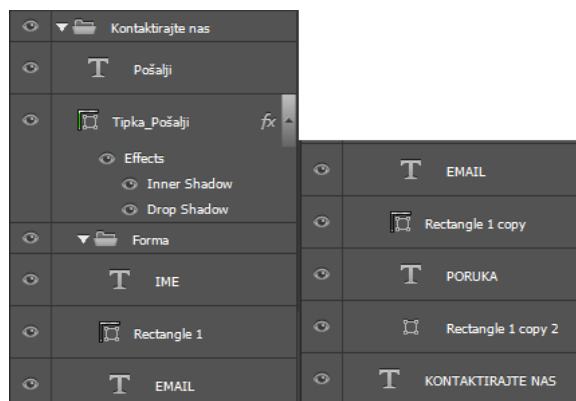 Kontaktirajte nas
Pošalji
Tipka_Pošalji fx
Effects
Inner Shadow
Drop Shadow
Forma
IME
Rectangle 1
EMAIL
EMAIL
Rectangle 1 copy
PORUKA
Rectangle 1 copy 2
KONTAKTIRAJTE NAS